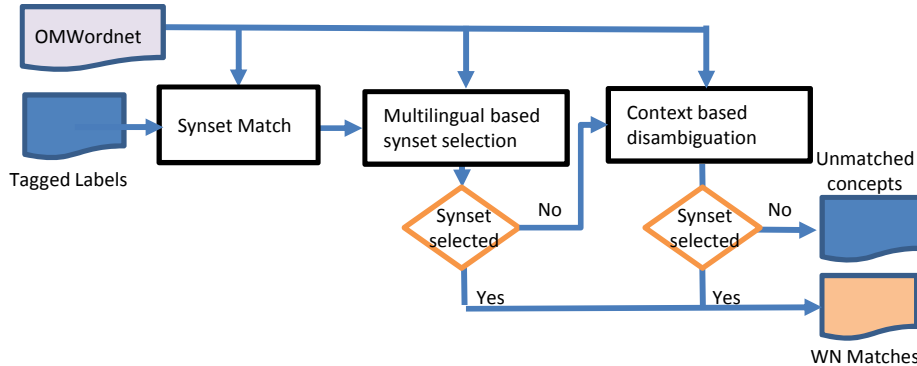 OMWordnet
Tagged Labels
Synset Match
Multilingual based
synset selection
Context based
disambiguation
Synset
selected
No
Yes
Synset
selected
No
Yes
Unmatched
concepts
WN Matches